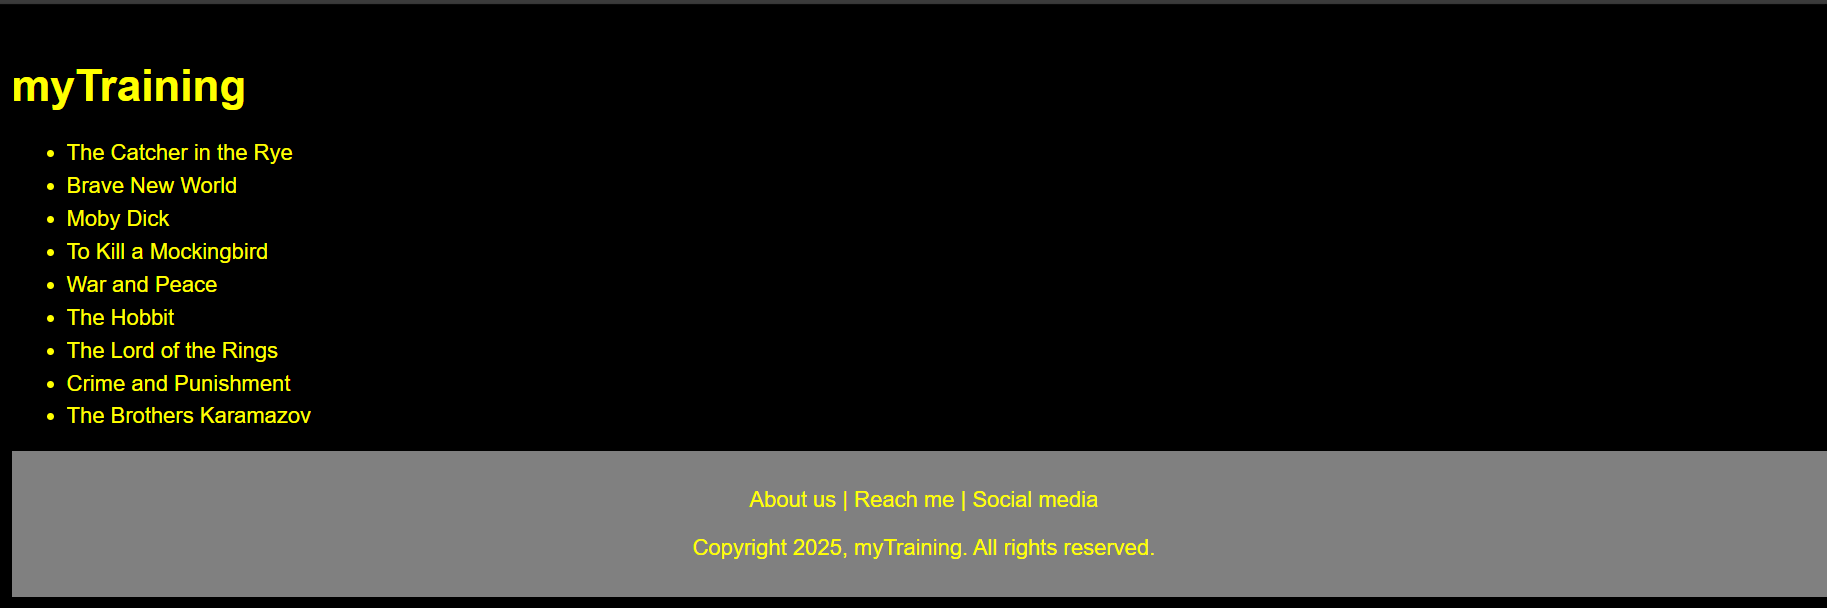 myTraining
The Catcher in the Rye
Brave New World
Moby Dick
To Kill a Mockingbird
War and Peace
The Hobbit
The Lord of the Rings
Crime and Punishment
The Brothers Karamazov
About us | Reach me | Social media
Copyright 2025, myTraining. All rights reserved.